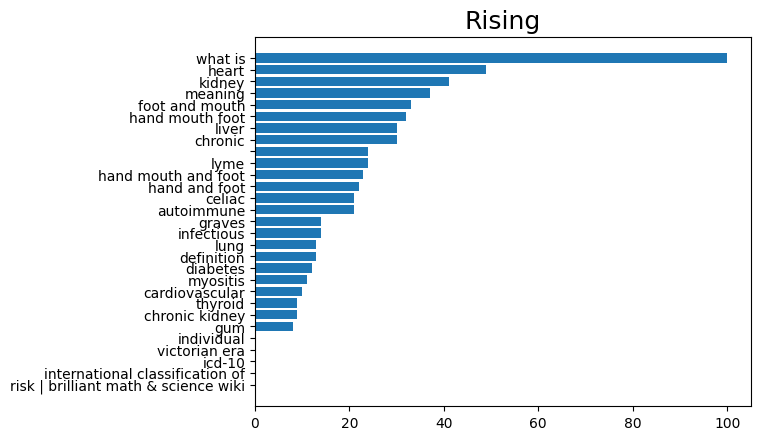 Rising
what is
heart
kidney
meaning
foot and mouth
hand mouth foot
liver
chronic
lyme
hand mouth and foot
hand and foot
celiac
autoimmune
graves
infectious
lung
definition
diabetes
myositis
cardiovascular
thyroid
chronic kidney
gum
individual
victorian era
icd-10
international classification of
risk | brilliant math & science wiki
0 20 40 60 80 100